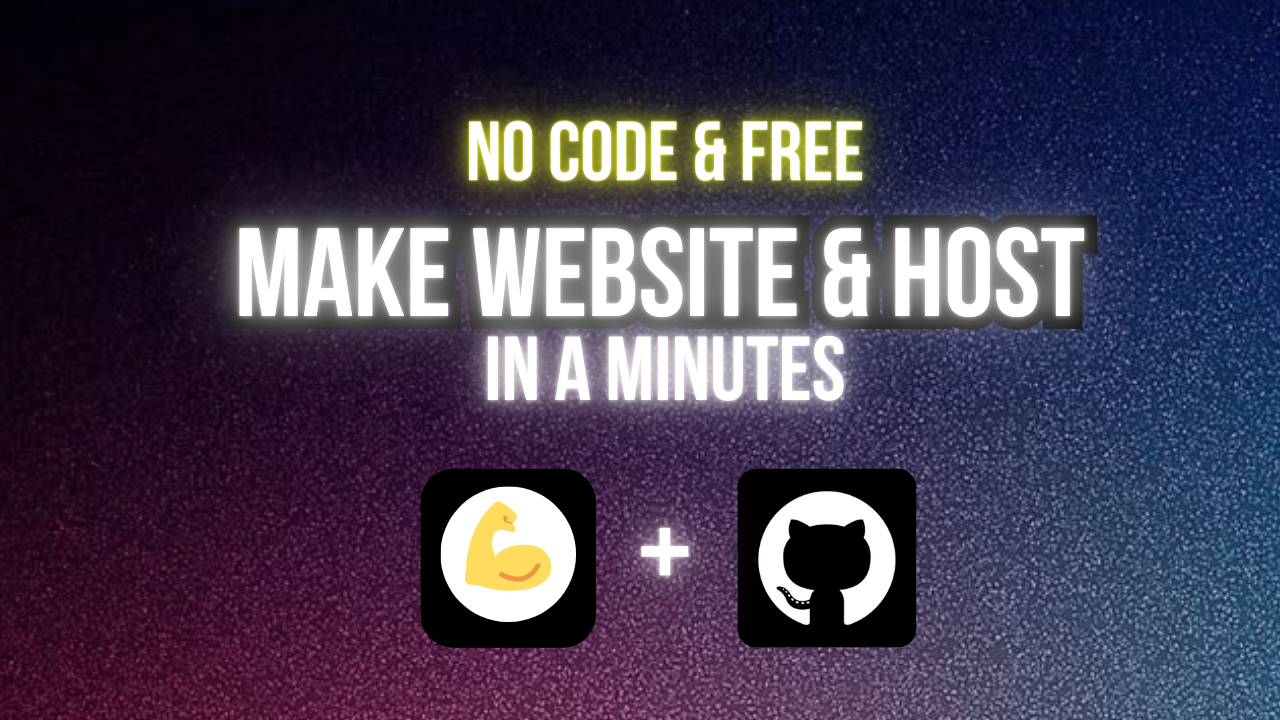 NO CODE & FREE
MAKE WEBSITE & HOST
IN A MINUTES
+